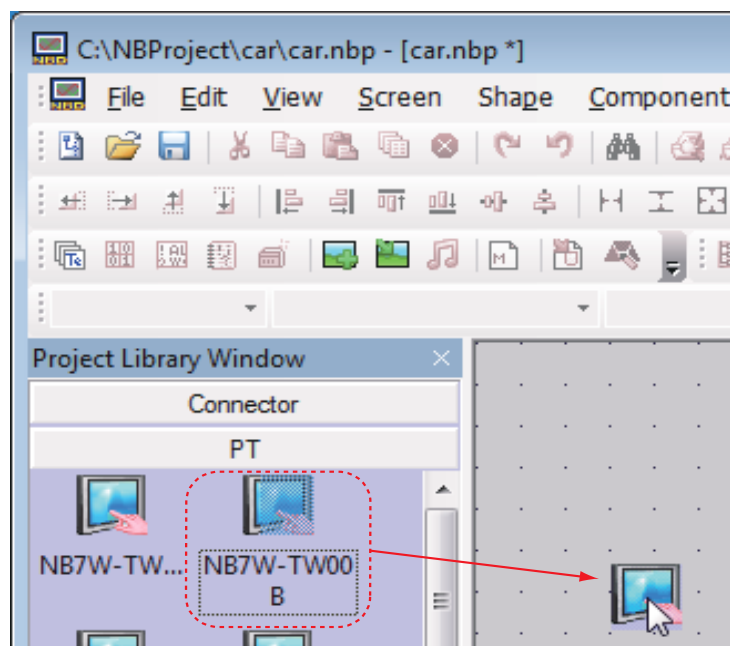 C:\NBProject\car\car.nbp - [car.nbp *]
File Edit View Screen Shape Component
Project Library Window
Connector
PT
NB7W-TW... NB7W-TW00
B